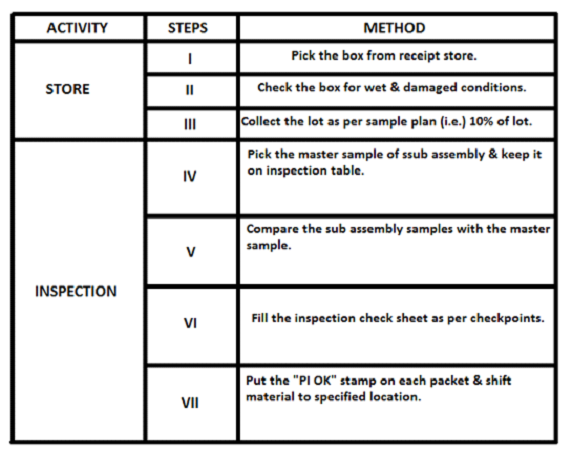 ACTIVITY STEPS METHOD
STORE
I Pick the box from receipt store.
II Check the box for wet & damaged conditions.
III Collect the lot as per sample plan (i.e.) 10% of lot.
INSPECTION
IV Pick the master sample of ssub assembly & keep it
on inspection table.
V Compare the sub assembly samples with the master
sample.
VI Fill the inspection check sheet as per checkpoints.
VII Put the "PI OK" stamp on each packet & shift
material to specified location.